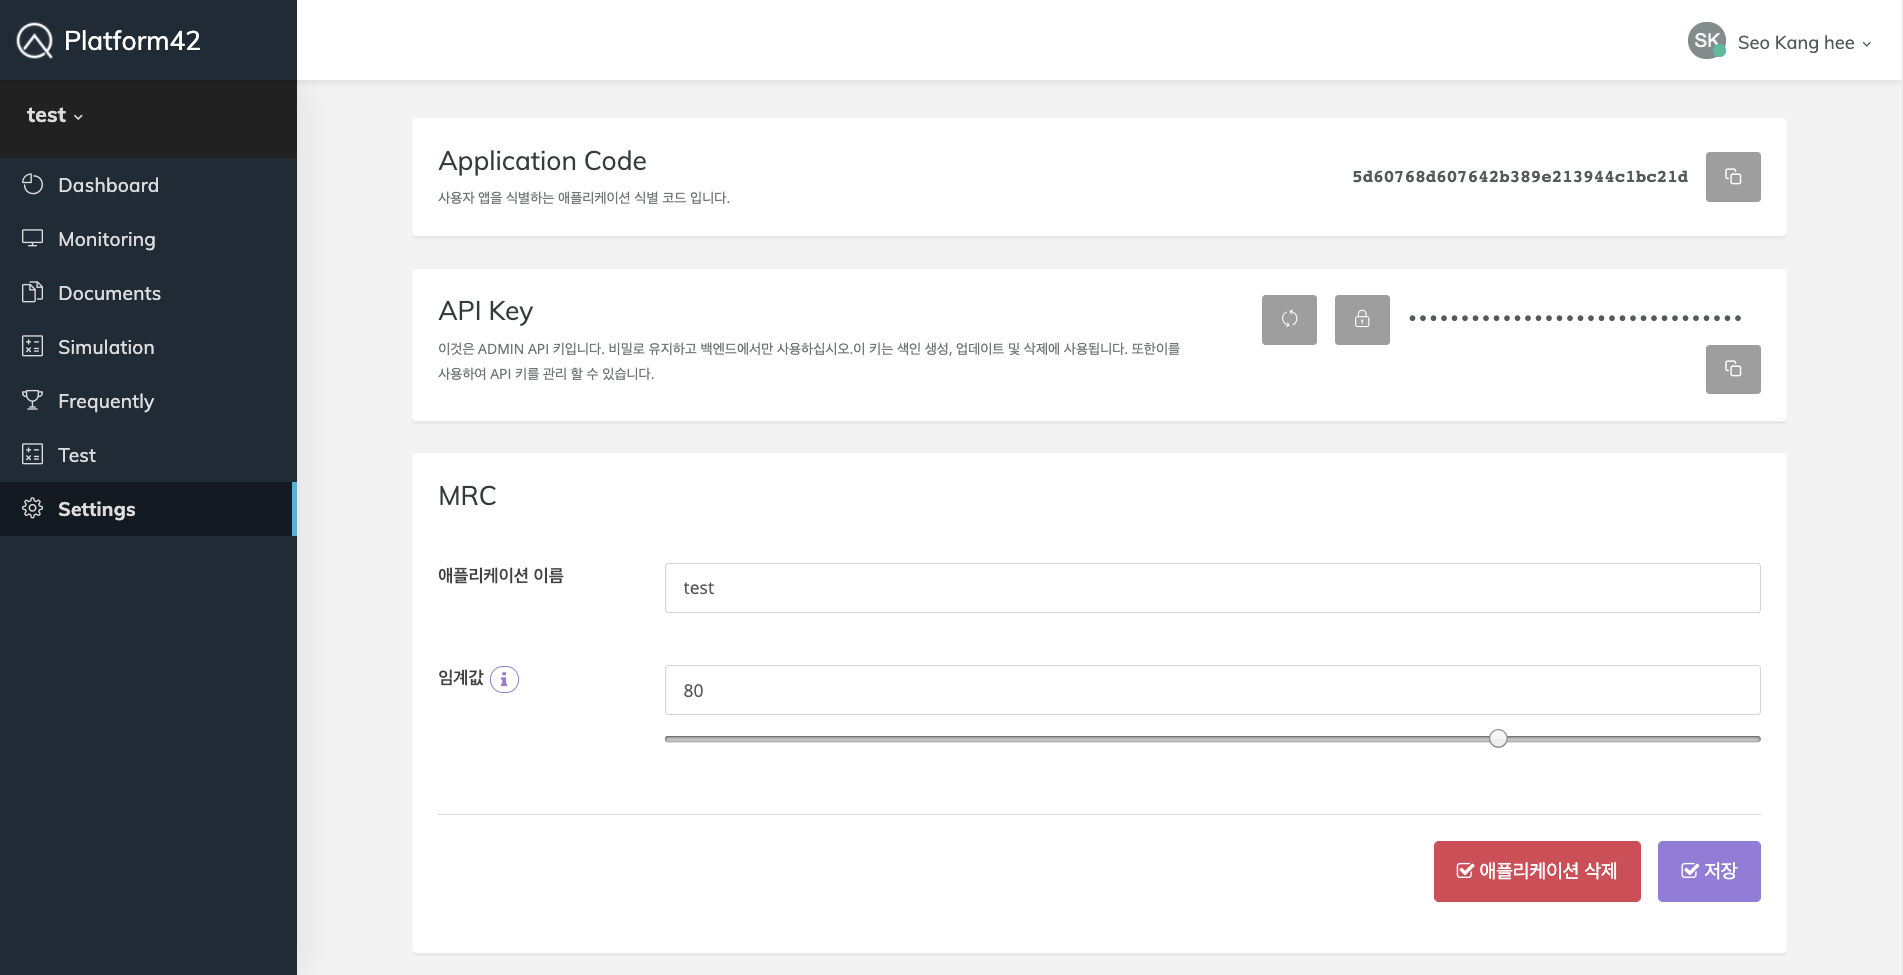 Platform42
SK
Seo Kang hee
test
Dashboard
Monitoring
Documents
Simulation
Frequently
Test
Settings
Application Code
사용자 앱을 식별하는 애플리케이션 식별 코드 입니다.
5d60768d607642b389e213944c1bc21d
API Key
이것은 ADMIN API 키입니다. 비밀로 유지하고 백엔드에서만 사용하십시오.이 키는 색인 생성, 업데이트 및 삭제에 사용됩니다. 또한이를
사용하여 API 키를 관리 할 수 있습니다.
••••••••••••••••••••••••••••••••
MRC
애플리케이션 이름
test
임계값 i
80
애플리케이션 삭제
저장